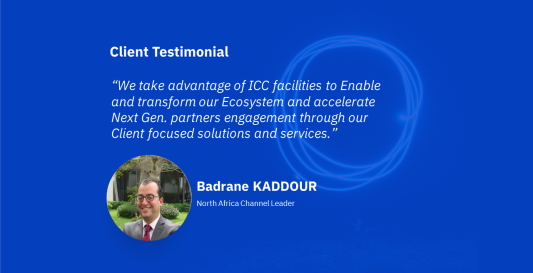 Client Testimonial
“We take advantage of ICC facilities to Enable
and transform our Ecosystem and accelerate
Next Gen. partners engagement through our
Client focused solutions and services.”
Badrane KADDOUR
North Africa Channel Leader